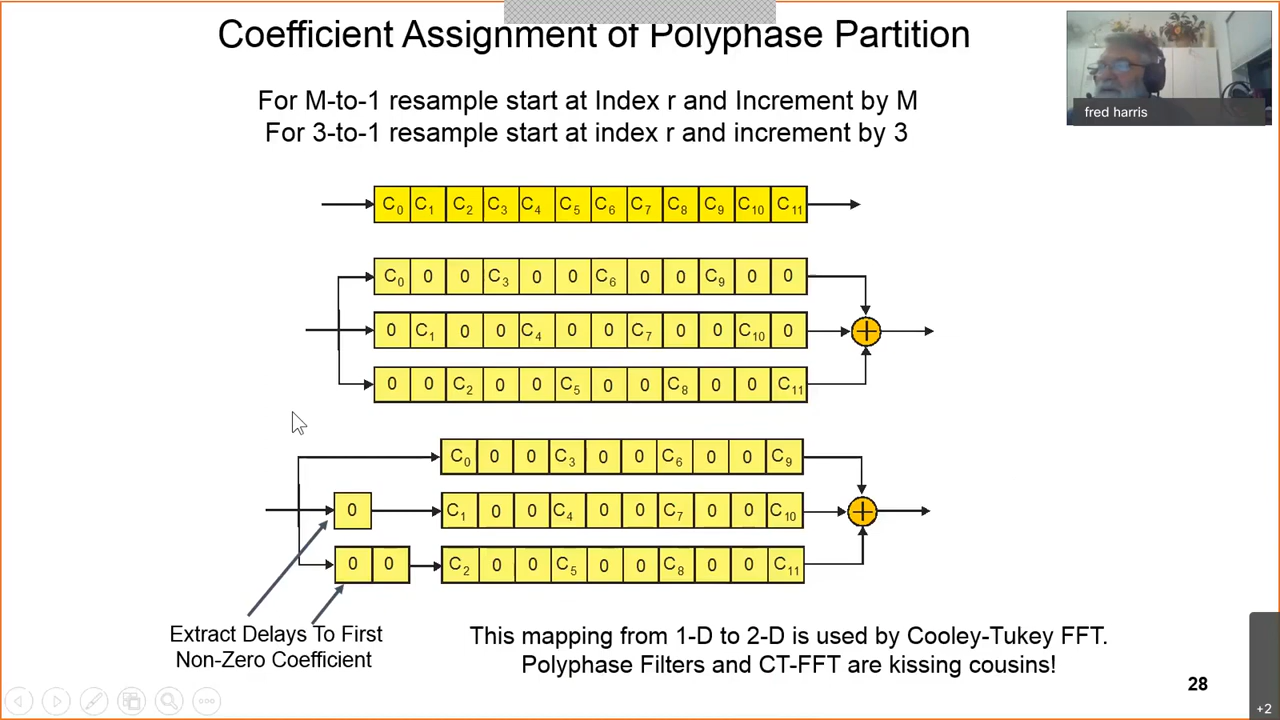 Coefficient Assignment of Polyphase Partition
fred harris
For M-to-1 resample start at Index r and Increment by M
For 3-to-1 resample start at index r and increment by 3
C0 C1 C2 C3 C4 C5 C6 C7 C8 C9 C10 C11
C0 0 0 C3 0 0 C6 0 0 C9 0 0
0 C1 0 0 C4 0 0 C7 0 0 C10 0
+
0 0 C2 0 0 C5 0 0 C8 0 0 C11
C0 0 0 C3 0 0 C6 0 0 C9
0 C1 0 0 C4 0 0 C7 0 0 C10
+
0 0 C2 0 0 C5 0 0 C8 0 0 C11
Extract Delays To First
Non-Zero Coefficient
This mapping from 1-D to 2-D is used by Cooley-Tukey FFT.
Polyphase Filters and CT-FFT are kissing cousins!
28
+2